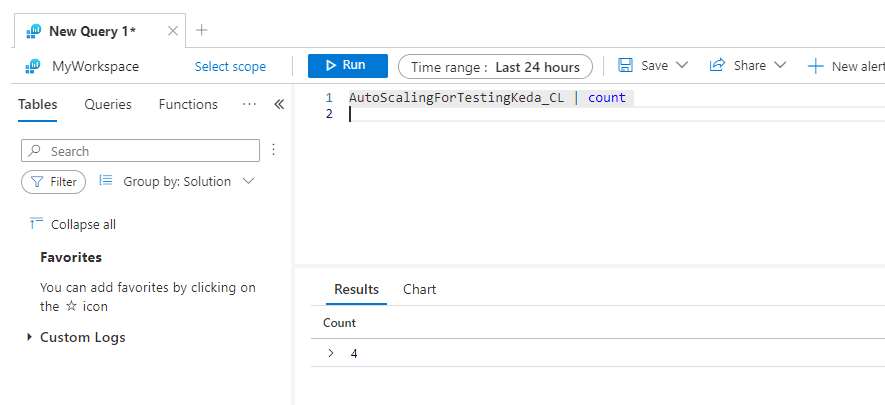 New Query 1*
MyWorkspace Select scope Run Time range : Last 24 hours Save Share New alert
Tables Queries Functions
Search
Filter Group by: Solution
Collapse all
Favorites
You can add favorites by clicking on
the ☆ icon
Custom Logs
1 AutoScalingForTestingKeda_CL | count
2
Results Chart
Count
4